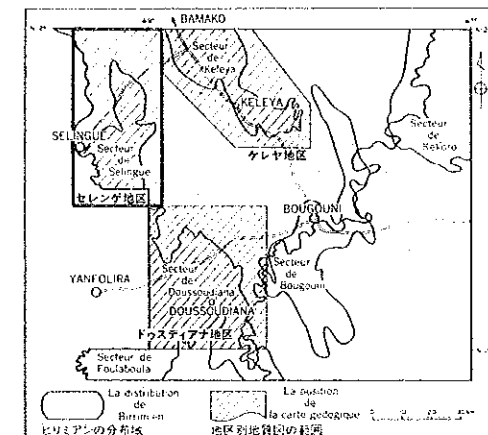 BAMAKO
Secteur
de
Kefeya
KELEYA
ケレヤ地区
Secteur
de
Kekoro
SELINGUE
Secteur
de
Selingue
セレンゲ地区
BOUGOUNI
Secteur
de
Bougouni
YANFOLIRA
Secteur
de
Doussoudiana
DOUSSOUDIANA
ドゥスディアナ地区
Secteur de
Foulaboula
La distribution
de
Birrimien
ビリミアンの分布域
La position
de
la carte geologique
地区別地質図の範囲